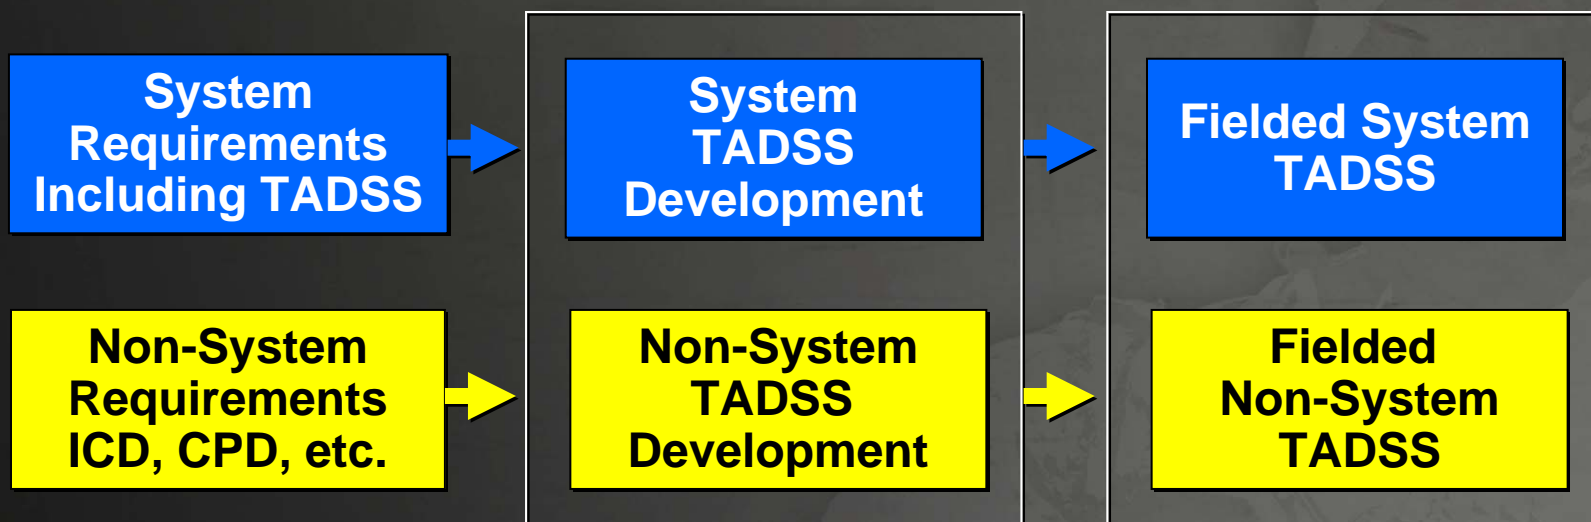 System
Requirements
Including TADSS
System
TADSS
Development
Fielded System
TADSS
Non-System
Requirements
ICD, CPD, etc.
Non-System
TADSS
Development
Fielded
Non-System
TADSS